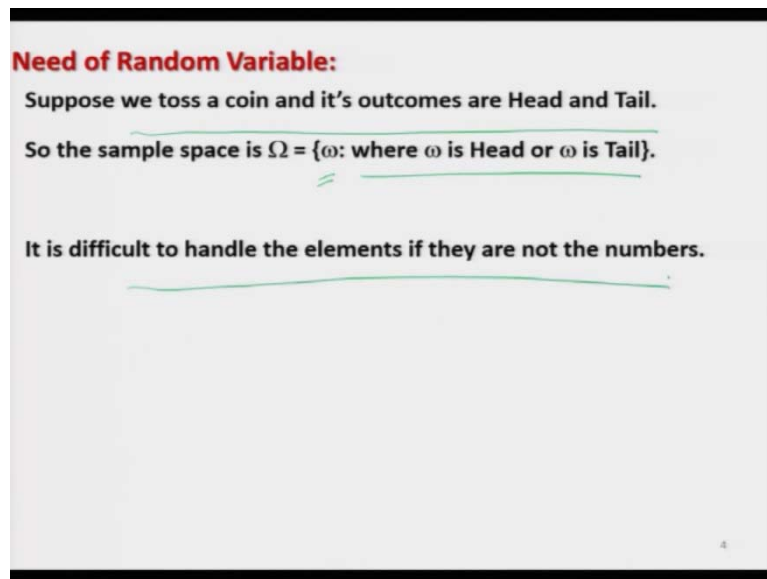 Need of Random Variable:
Suppose we toss a coin and it's outcomes are Head and Tail.
So the sample space is Ω = {ω: where ω is Head or ω is Tail}.
It is difficult to handle the elements if they are not the numbers.
4